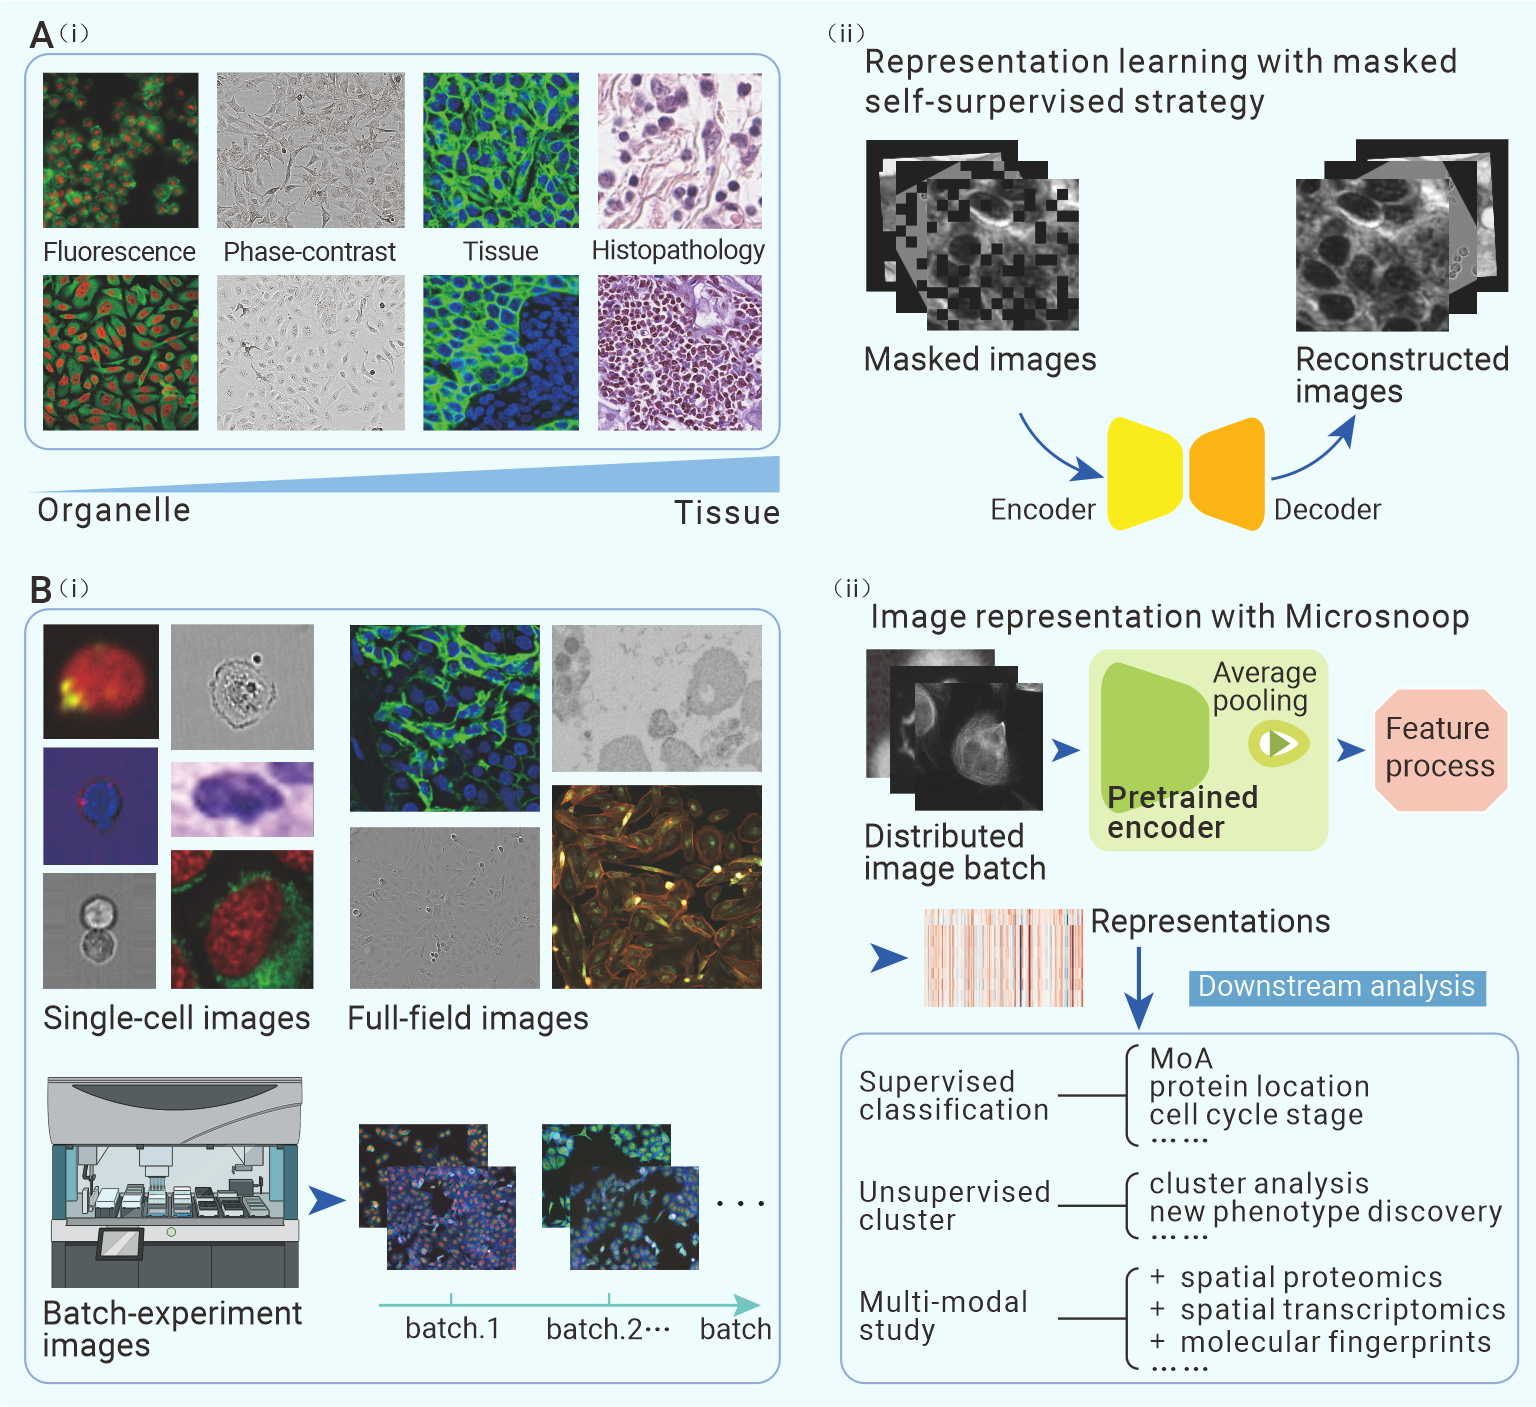 A (i)
Fluorescence
Phase-contrast
Tissue
Histopathology
Organelle
Tissue
(ii)
Representation learning with masked
self-surpervised strategy
Masked images
Reconstructed
images
Encoder
Decoder
B (i)
Single-cell images
Full-field images
Batch-experiment
images
...
batch.1
batch.2···
batch
(ii)
Image representation with Microsnoop
Distributed
image batch
Average
pooling
Pretrained
encoder
Feature
process
Representations
Downstream analysis
Supervised
classification
MoA
protein location
cell cycle stage
... ...
Unsupervised
cluster
cluster analysis
new phenotype discovery
... ...
Multi-modal
study
+ spatial proteomics
+ spatial transcriptomics
+ molecular fingerprints
... ...